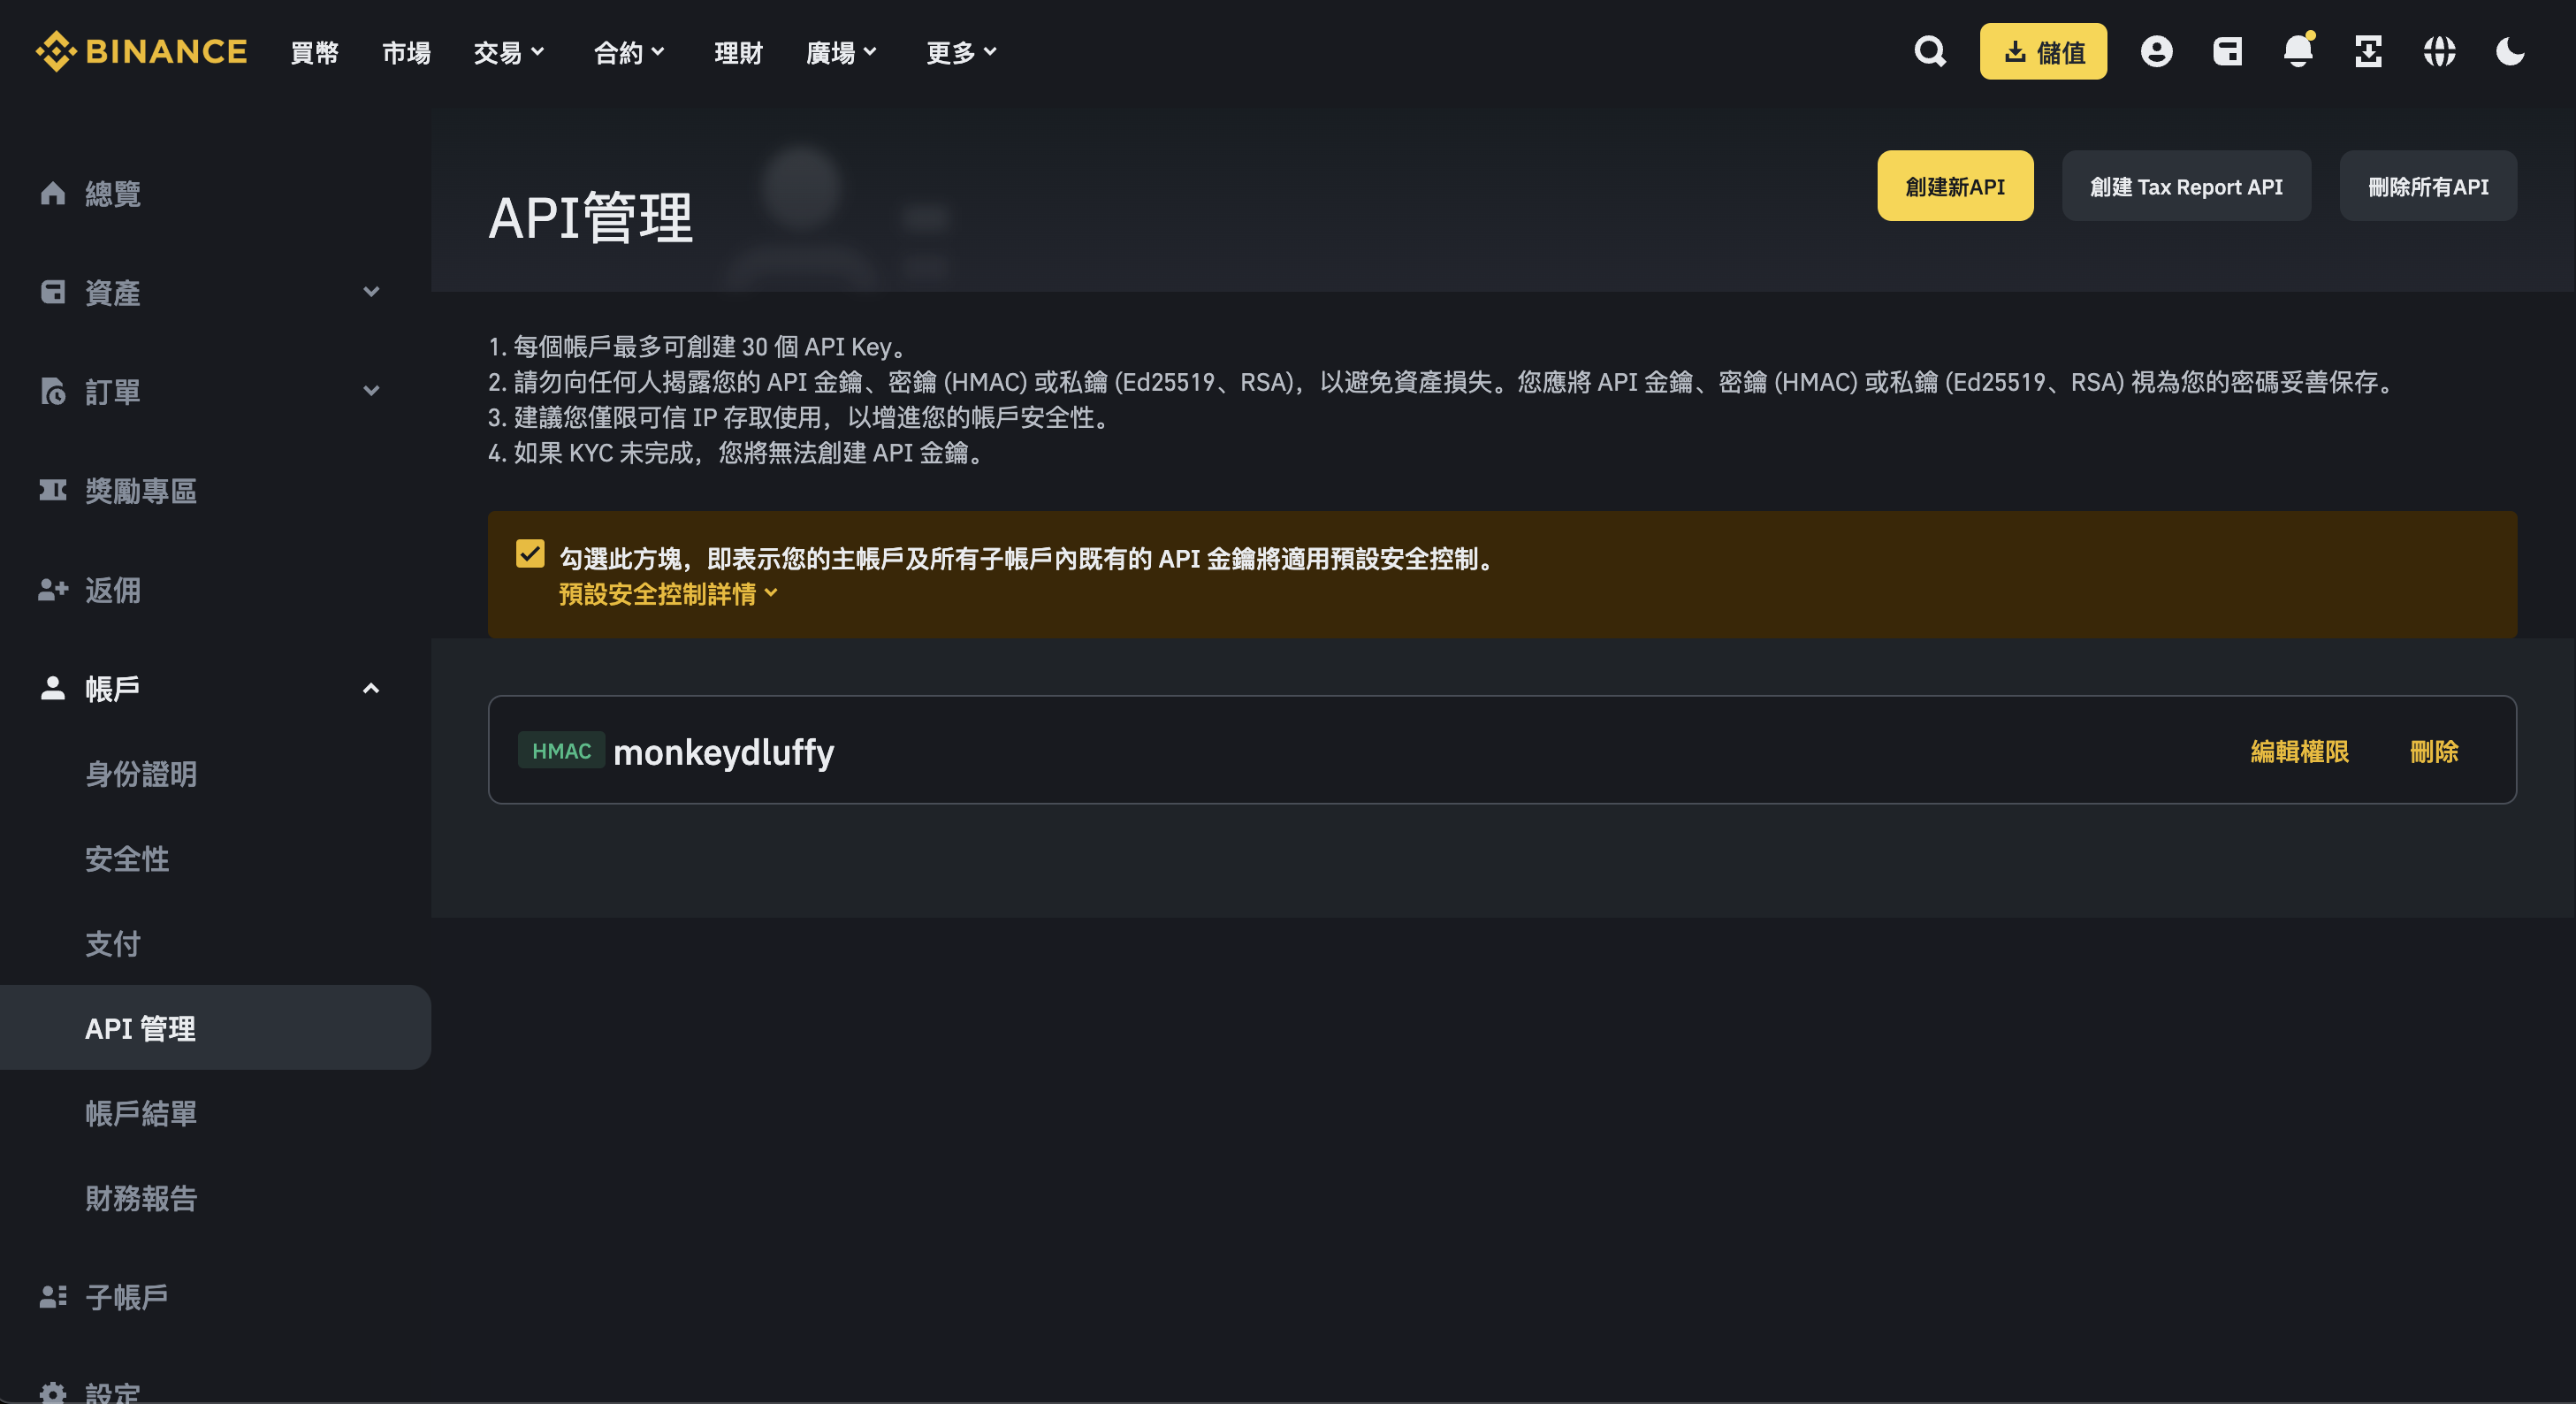 BINANCE
買幣
市場
交易
合約
理財
廣場
更多
儲值
總覽
資產
訂單
獎勵專區
返佣
帳戶
身份證明
安全性
支付
API 管理
帳戶結單
財務報告
子帳戶
設定
API管理
創建新API
創建 Tax Report API
刪除所有API
1. 每個帳戶最多可創建 30 個 API Key。
2. 請勿向任何人揭露您的 API 金鑰、密鑰 (HMAC) 或私鑰 (Ed25519、RSA)，以避免資產損失。您應將 API 金鑰、密鑰 (HMAC) 或私鑰 (Ed25519、RSA) 視為您的密碼妥善保存。
3. 建議您僅限可信 IP 存取使用，以增進您的帳戶安全性。
4. 如果 KYC 未完成，您將無法創建 API 金鑰。
勾選此方塊，即表示您的主帳戶及所有子帳戶內既有的 API 金鑰將適用預設安全控制。
預設安全控制詳情
HMAC monkeydluffy
編輯權限
刪除